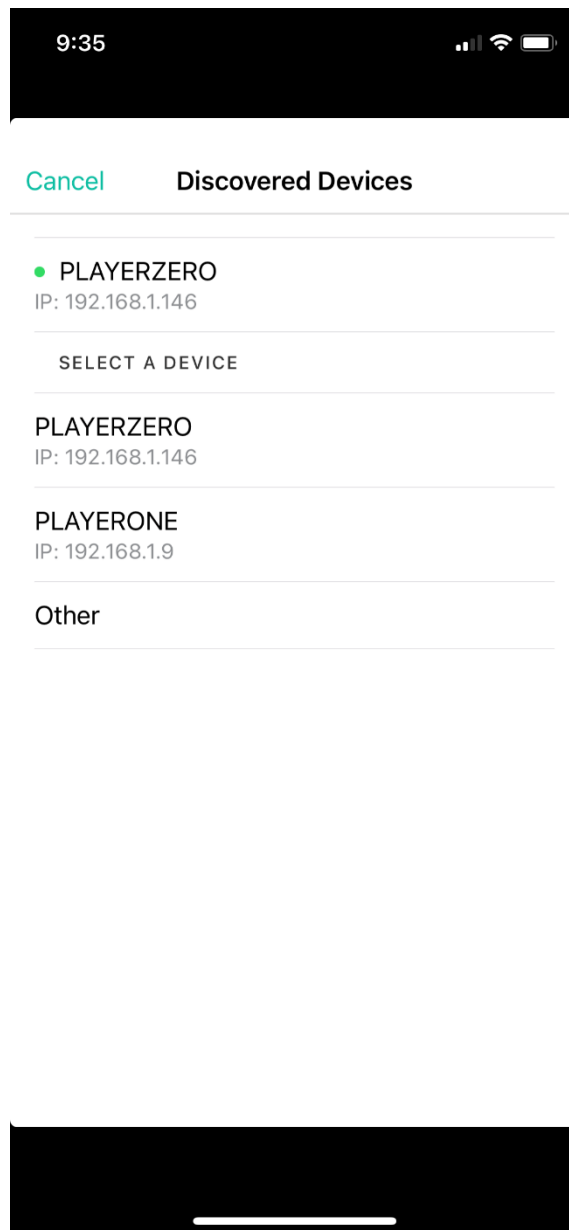 9:35
Cancel
Discovered Devices
PLAYERZERO
IP: 192.168.1.146
SELECT A DEVICE
PLAYERZERO
IP: 192.168.1.146
PLAYERONE
IP: 192.168.1.9
Other